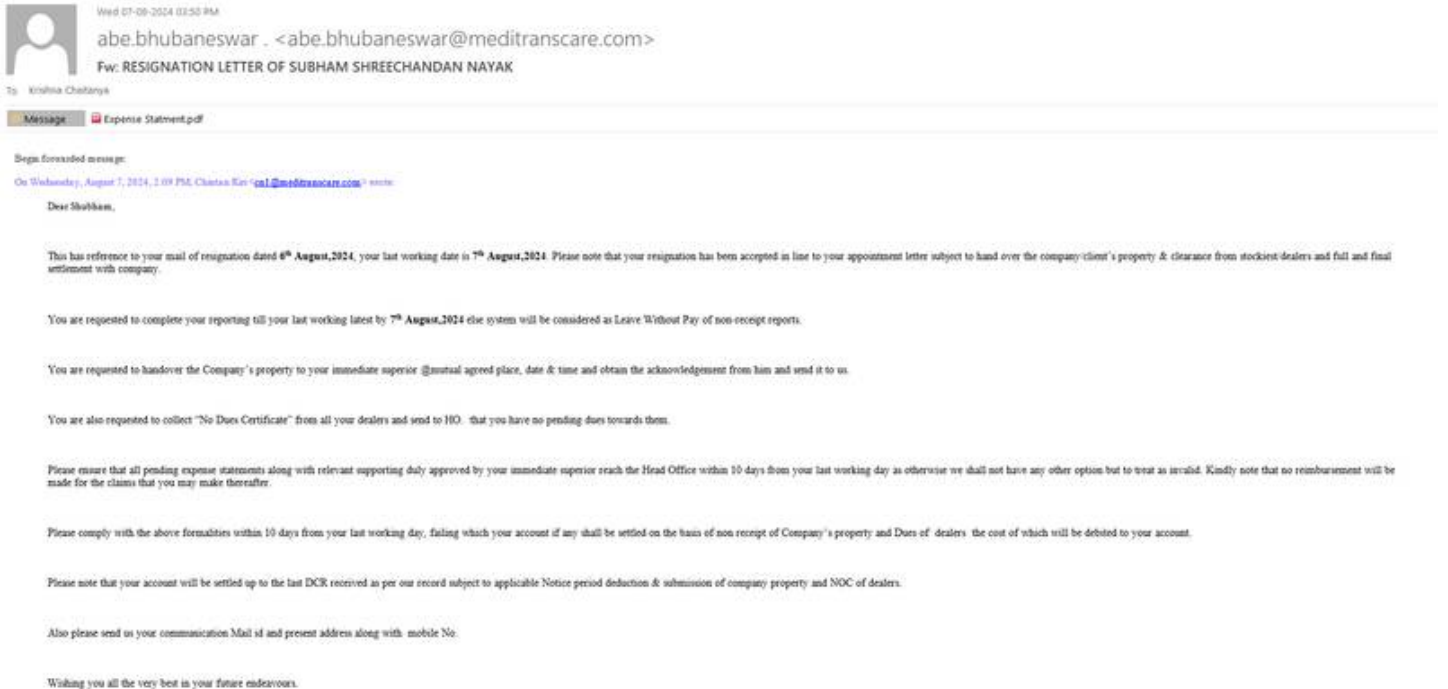 Wed 07-08-2024 03:50 PM
abe.bhubaneswar . <abe.bhubaneswar@meditranscare.com>
Fw: RESIGNATION LETTER OF SUBHAM SHREECHANDAN NAYAK
To Krishna Chaitanya
Message Expense Statment.pdf
Begin forwarded message:
On Wednesday, August 7, 2024, 2:09 PM, Chintan Kin <cn1@meditranscare.com> wrote:
Dear Shubham,
This has reference to your mail of resignation dated 6th August,2024, your last working date is 7th August,2024. Please note that your resignation has been accepted in line to your appointment letter subject to hand over the company/client's property & clearance from stockiest/dealers and full and final
settlement with company.
You are requested to complete your reporting till your last working latest by 7th August,2024 else system will be considered as Leave Without Pay of non-receipt reports.
You are requested to handover the Company's property to your immediate superior @mutual agreed place, date & time and obtain the acknowledgement from him and send it to us.
You are also requested to collect "No Dues Certificate" from all your dealers and send to HO. that you have no pending dues towards them.
Please ensure that all pending expense statements along with relevant supporting duly approved by your immediate superior reach the Head Office within 10 days from your last working day as otherwise we shall not have any other option but to treat as invalid. Kindly note that no reimbursement will be
made for the claims that you may make thereafter.
Please comply with the above formalities within 10 days from your last working day, failing which your account if any shall be settled on the basis of non receipt of Company's property and Dues of dealers the cost of which will be debited to your account.
Please note that your account will be settled up to the last DCR received as per our record subject to applicable Notice period deduction & submission of company property and NOC of dealers.
Also please send us your communication Mail id and present address along with mobile No.
Wishing you all the very best in your future endeavours.